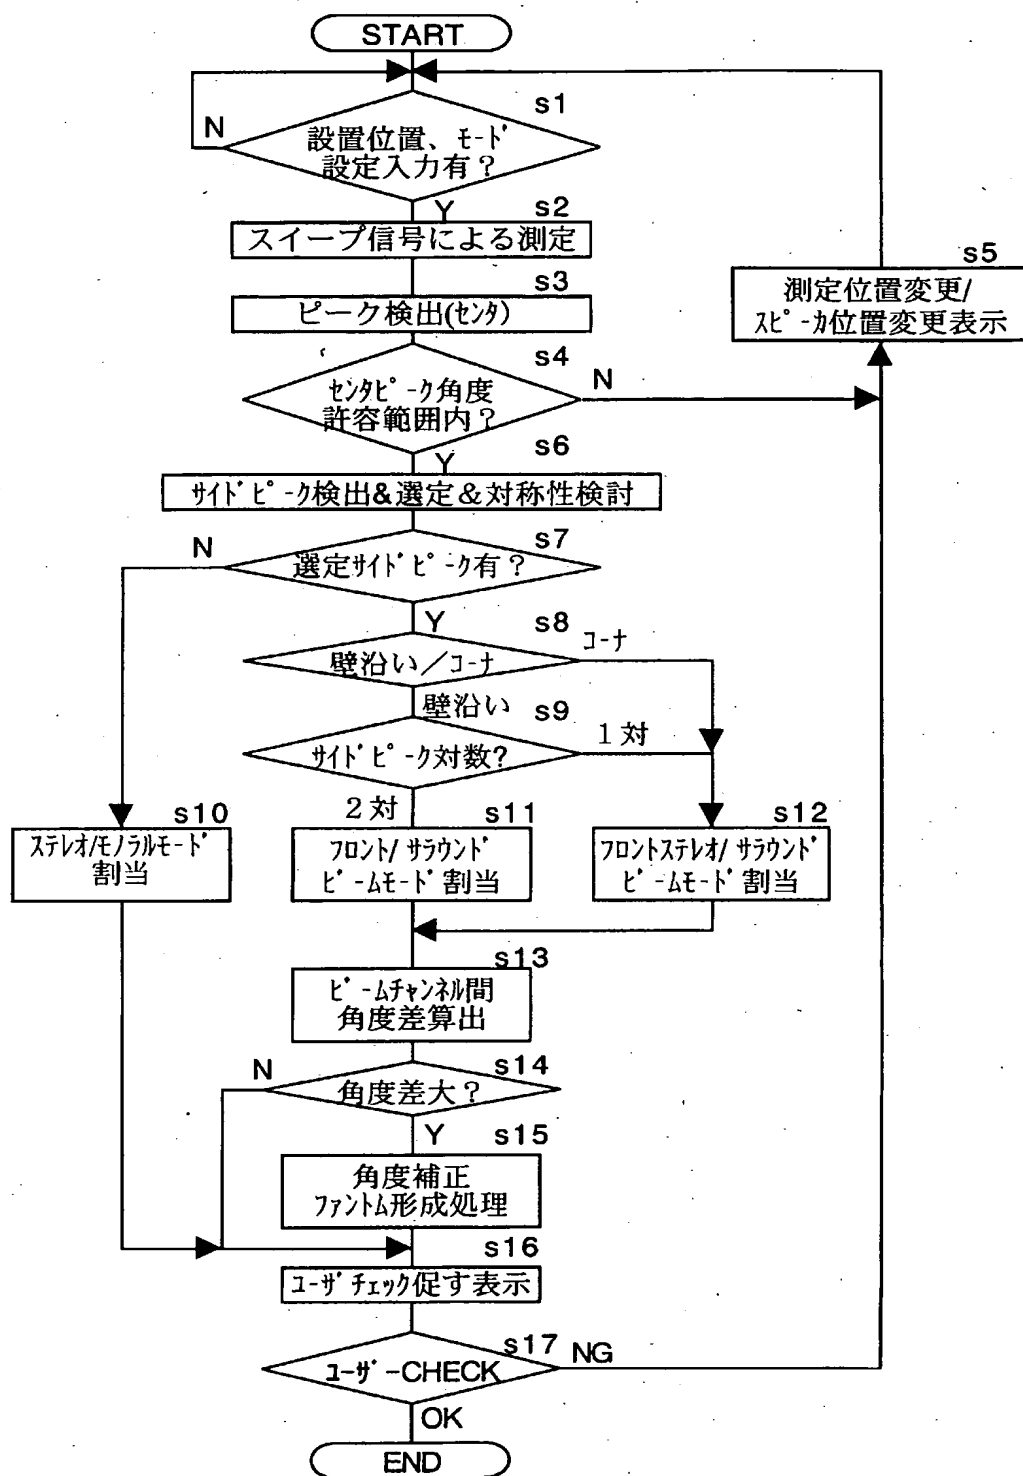 START
s1
N
設置位置、ﾓｰﾄﾞ
設定入力有？
Y
s2
スイープ信号による測定
s3
ピーク検出(ｾﾝﾀ)
s4
ｾﾝﾀﾋﾟｰｸ角度
許容範囲内？
N
s5
測定位置変更/
ｽﾋﾟｰｶ位置変更表示
Y
s6
ｻｲﾄﾞﾋﾟｰｸ検出&選定＆対称性検討
s7
N
選定ｻｲﾄﾞﾋﾟｰｸ有？
Y
s8
壁沿い／ｺｰﾅ
ｺｰﾅ
壁沿い
s9
ｻｲﾄﾞﾋﾟｰｸ対数?
１対
２対
s10
ｽﾃﾚｵ/ﾓﾉﾗﾙﾓｰﾄﾞ
割当
s11
ﾌﾛﾝﾄ/ｻﾗｳﾝﾄﾞ
ﾋﾞｰﾑﾓｰﾄﾞ割当
s12
ﾌﾛﾝﾄｽﾃﾚｵ/ｻﾗｳﾝﾄﾞ
ﾋﾞｰﾑﾓｰﾄﾞ割当
s13
ﾋﾞｰﾑﾁｬﾝﾈﾙ間
角度差算出
s14
N
角度差大？
Y
s15
角度補正
ﾌｧﾝﾄﾑ形成処理
s16
ﾕｰｻﾞﾁｪｯｸ促す表示
s17
ﾕｰｻﾞｰCHECK
NG
OK
END